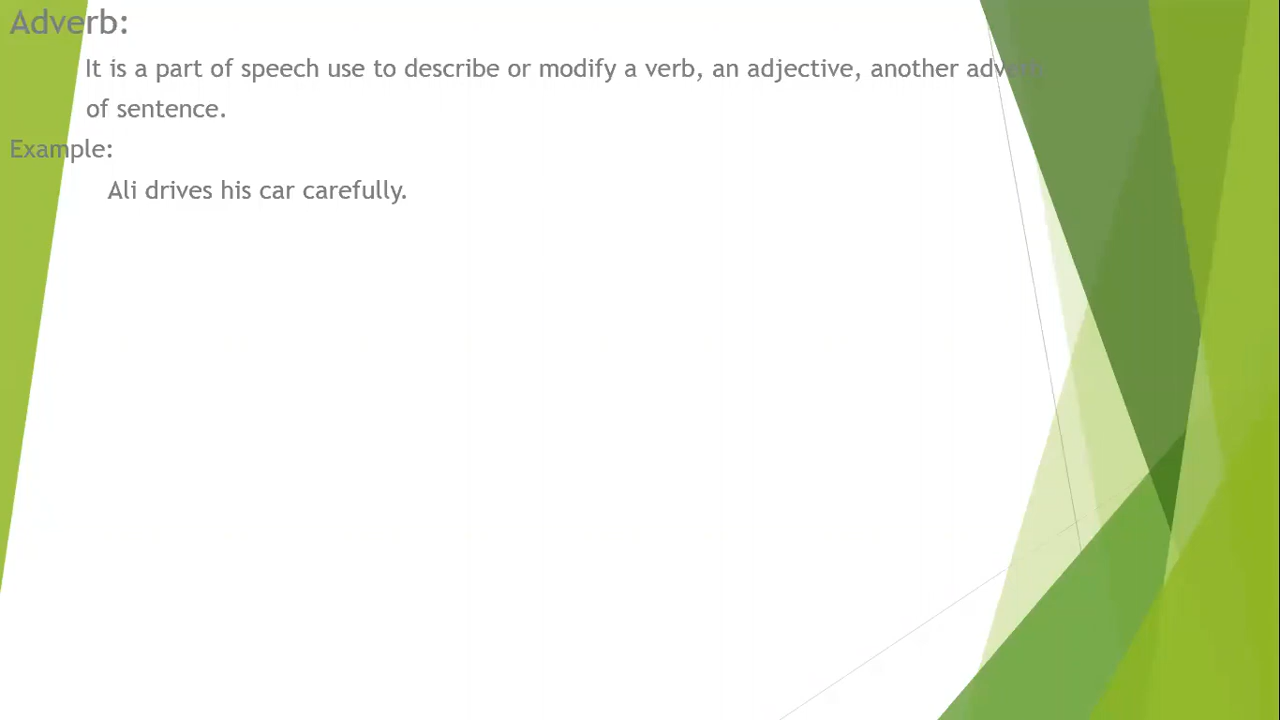 Adverb:
It is a part of speech use to describe or modify a verb, an adjective, another adverb
of sentence.
Example:
Ali drives his car carefully.